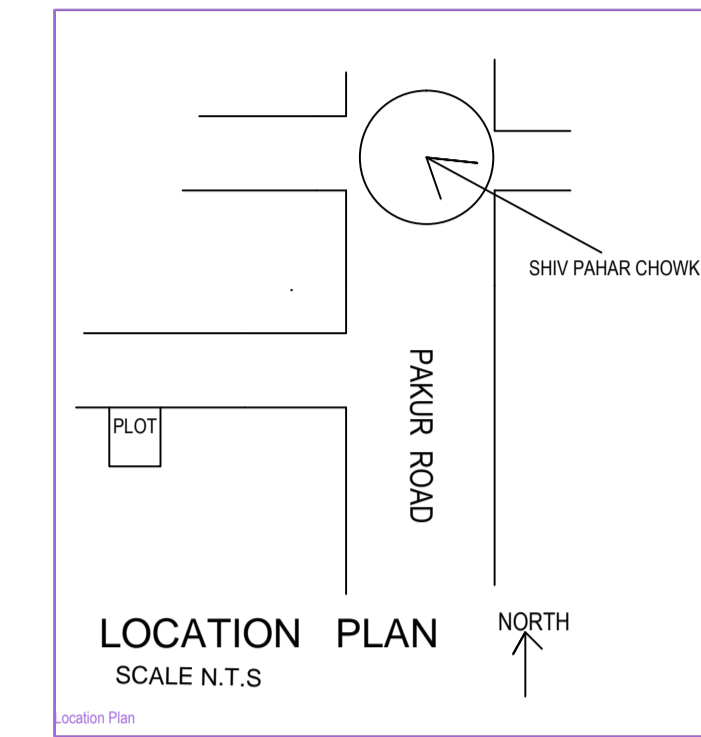 SHIV PAHAR CHOWK
PAKUR ROAD
PLOT
LOCATION PLAN
SCALE N.T.S
NORTH
Location Plan